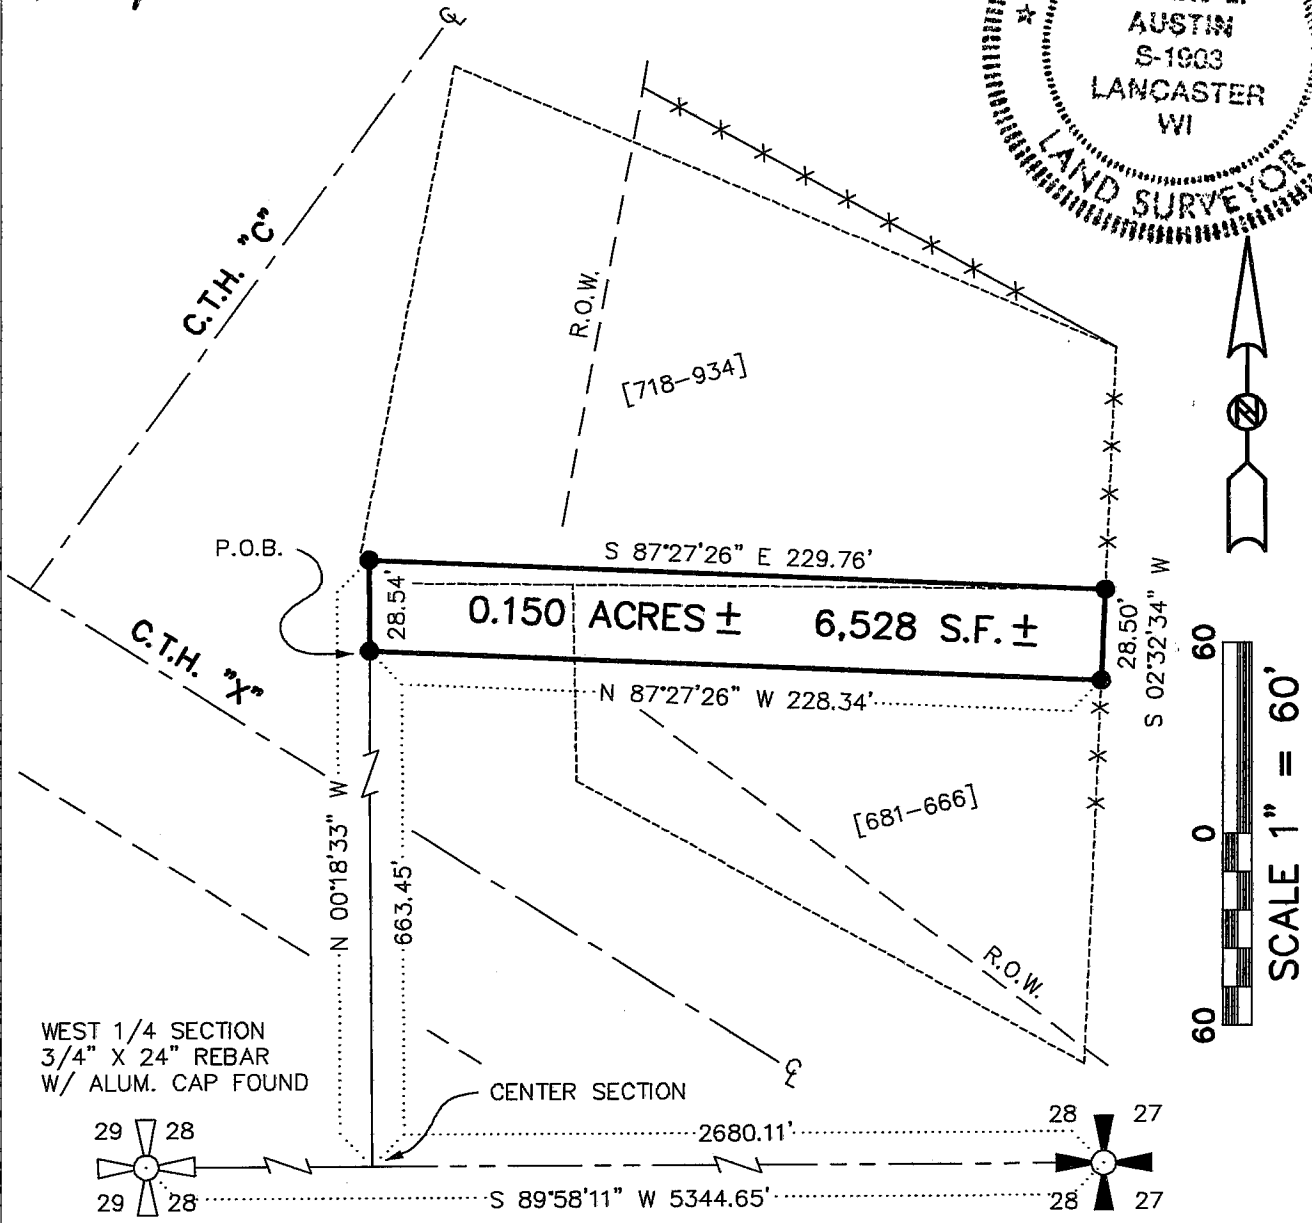 AUSTIN
S-1903
LANCASTER
WI
LAND SURVEYOR
C.T.H. "C"
R.O.W.
[718-934]
P.O.B.
S 87°27'26" E 229.76'
28.54'
0.150 ACRES ± 6,528 S.F. ±
28.50'
S 02°32'34" W
N 87°27'26" W 228.34'
C.T.H. "X"
N 00°18'33" W
663.45'
[681-666]
R.O.W.
60
0
60
SCALE 1" = 60'
N
WEST 1/4 SECTION
3/4" X 24" REBAR
W/ ALUM. CAP FOUND
CENTER SECTION
29 28
29 28
2680.11'
S 89°58'11" W 5344.65'
28 27
28 27